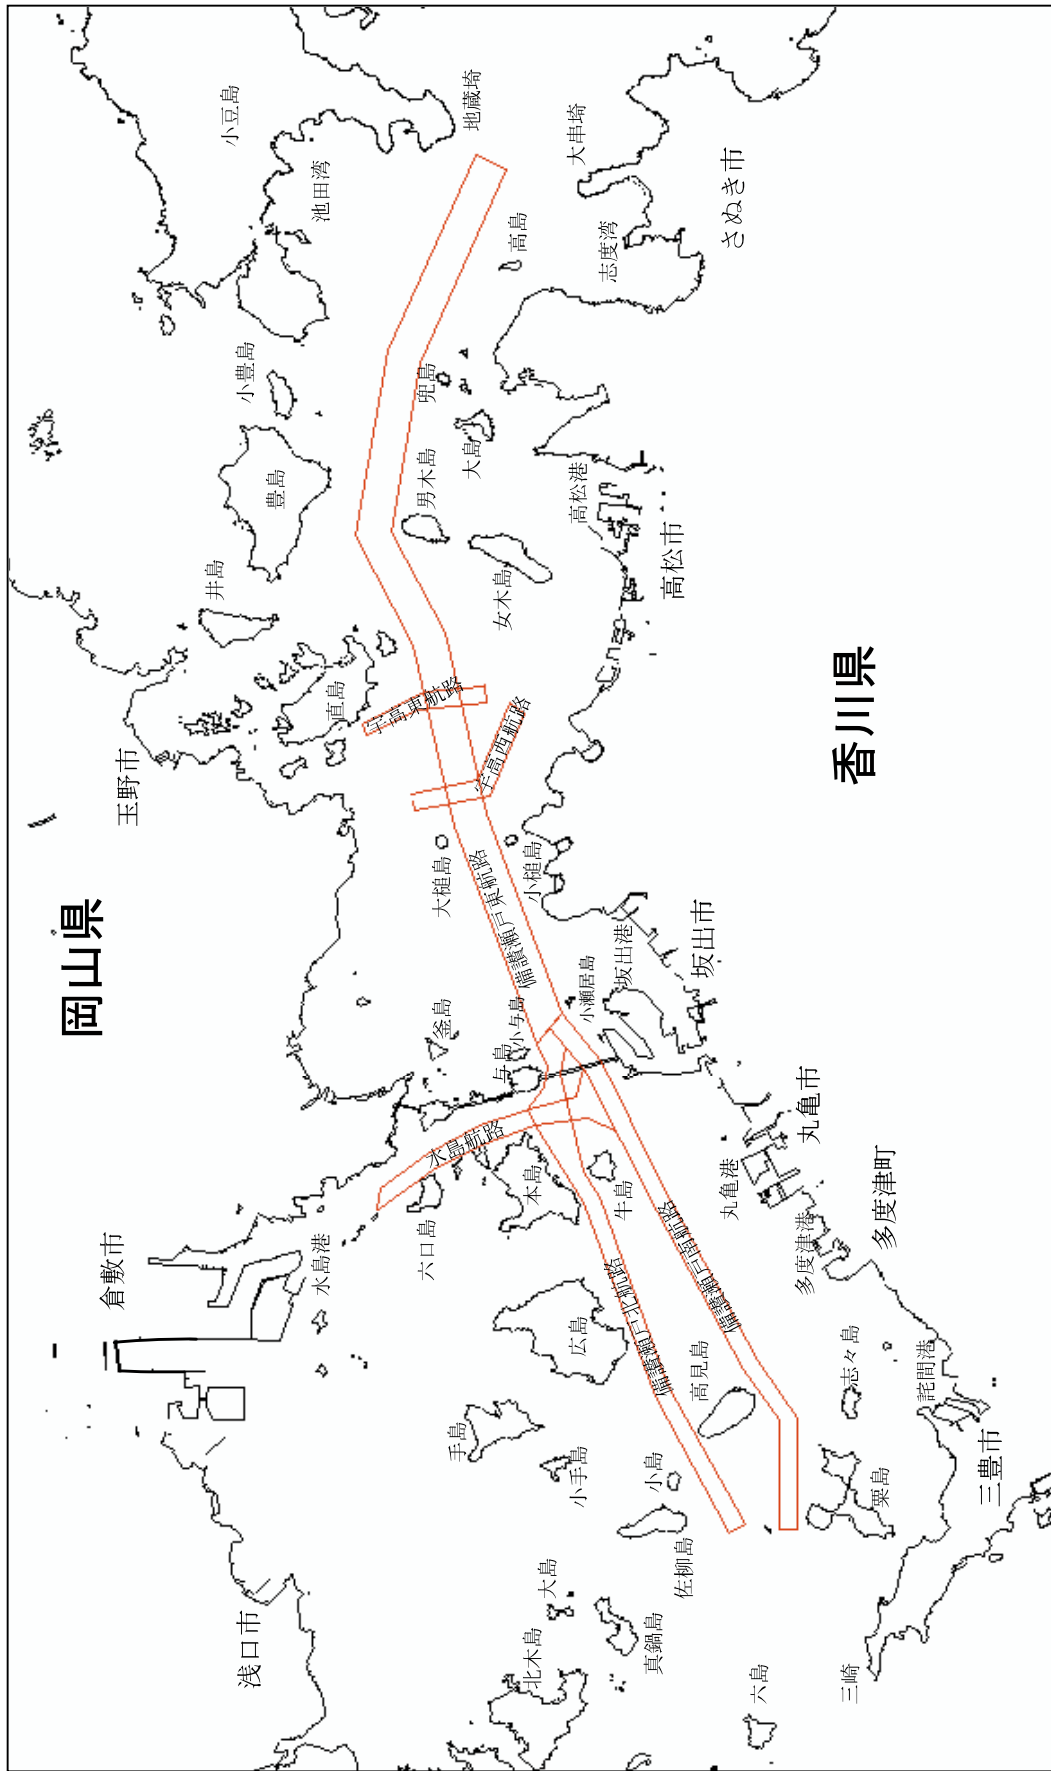 岡山県
香川県
倉敷市
玉野市
浅口市
水島港
小豆島
池田湾
地蔵埼
小豊島
豊島
井島
直島
宇高東航路
宇高西航路
大槌島
小槌島
備讃瀬戸東航路
男木島
女木島
兜島
大島
高島
大串埼
志度湾
さぬき市
高松港
高松市
釜島
小与島
与島
小瀬居島
坂出港
坂出市
水島航路
六口島
本島
牛島
丸亀港
丸亀市
多度津港
多度津町
備讃瀬戸北航路
備讃瀬戸南航路
広島
手島
小手島
高見島
小島
佐柳島
志々島
粟島
詫間港
三豊市
大島
北木島
真鍋島
六島
三崎